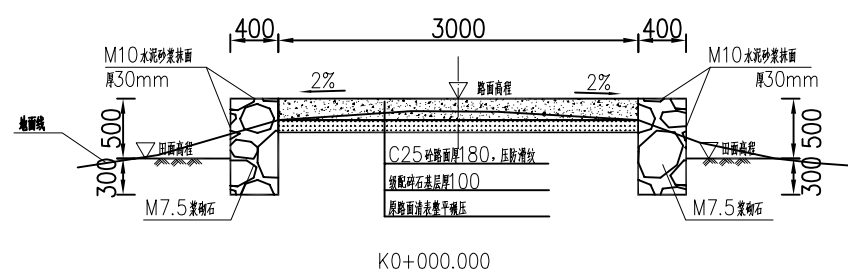 400 3000 400
M10水泥砂浆抹面
厚30mm
2%
路面高程
2%
M10水泥砂浆抹面
厚30mm
地面线
500
田面高程
田面高程
500
300
300
C25砼路面厚180,压防滑纹
级配碎石基层厚100
原路面清表整平碾压
M7.5浆砌石
M7.5浆砌石
K0+000.000